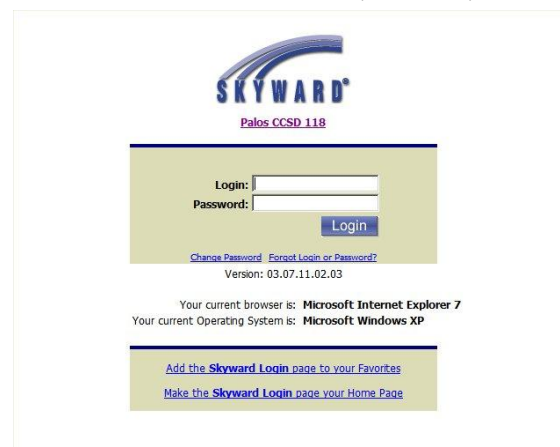 SKYWARD®
Palos CCSD 118
Login:
Password:
Login
Change Password Forgot Login or Password?
Version: 03.07.11.02.03
Your current browser is: Microsoft Internet Explorer 7
Your current Operating System is: Microsoft Windows XP
Add the Skyward Login page to your Favorites
Make the Skyward Login page your Home Page